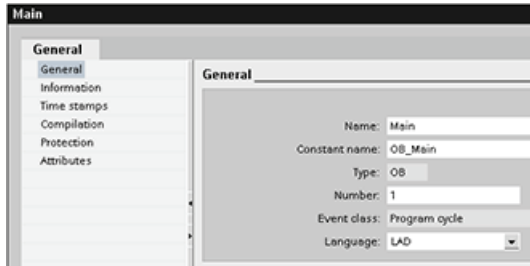 Main
General
General
Information
Time stamps
Compilation
Protection
Attributes
General
Name: Main
Constant name: OB_Main
Type: OB
Number: 1
Event class: Program cycle
Language: LAD